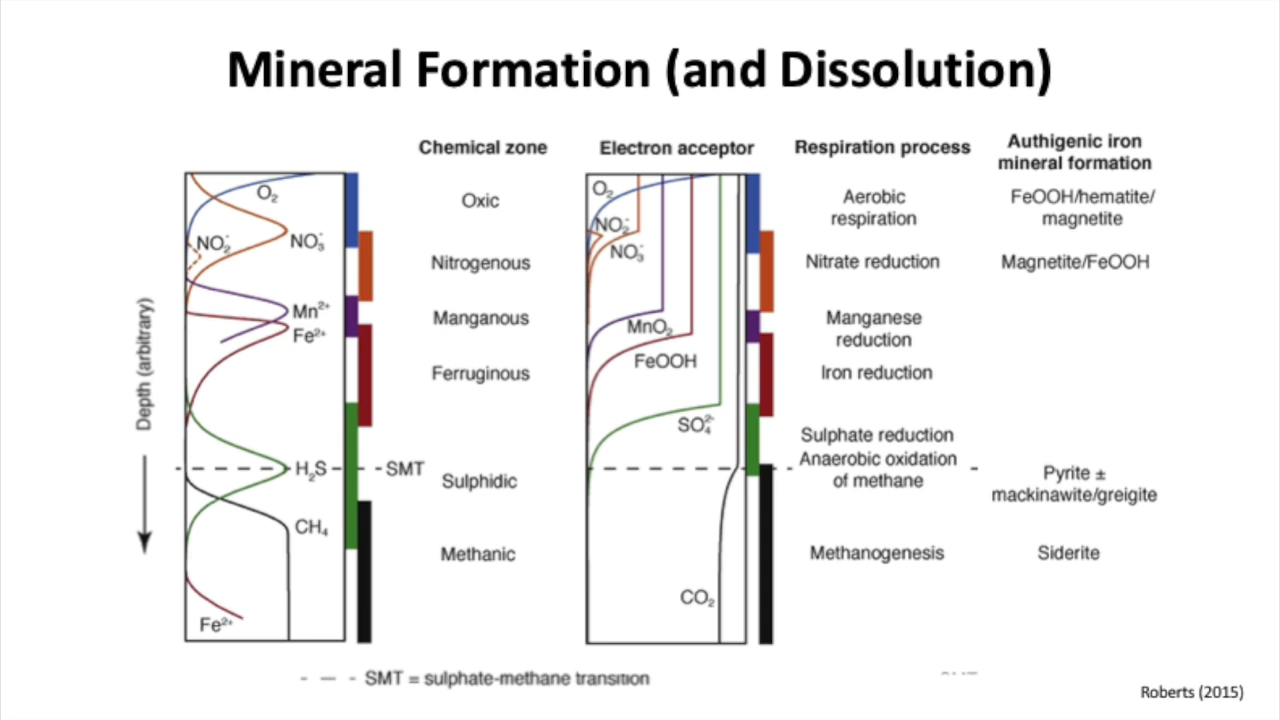 Mineral Formation (and Dissolution)
Chemical zone
Electron acceptor
Respiration process
Authigenic iron
mineral formation
Depth (arbitrary)
O₂
NO₂⁻
NO₃⁻
Mn²⁺
Fe²⁺
H₂S
SMT
CH₄
Fe²⁺
Oxic
Nitrogenous
Manganous
Ferruginous
Sulphidic
Methanic
O₂
NO₂⁻
NO₃⁻
MnO₂
FeOOH
SO₄²⁻
CO₂
Aerobic
respiration
Nitrate reduction
Manganese
reduction
Iron reduction
Sulphate reduction
Anaerobic oxidation
of methane
Methanogenesis
FeOOH/hematite/
magnetite
Magnetite/FeOOH
Pyrite ±
mackinawite/greigite
Siderite
SMT = sulphate-methane transition
Roberts (2015)